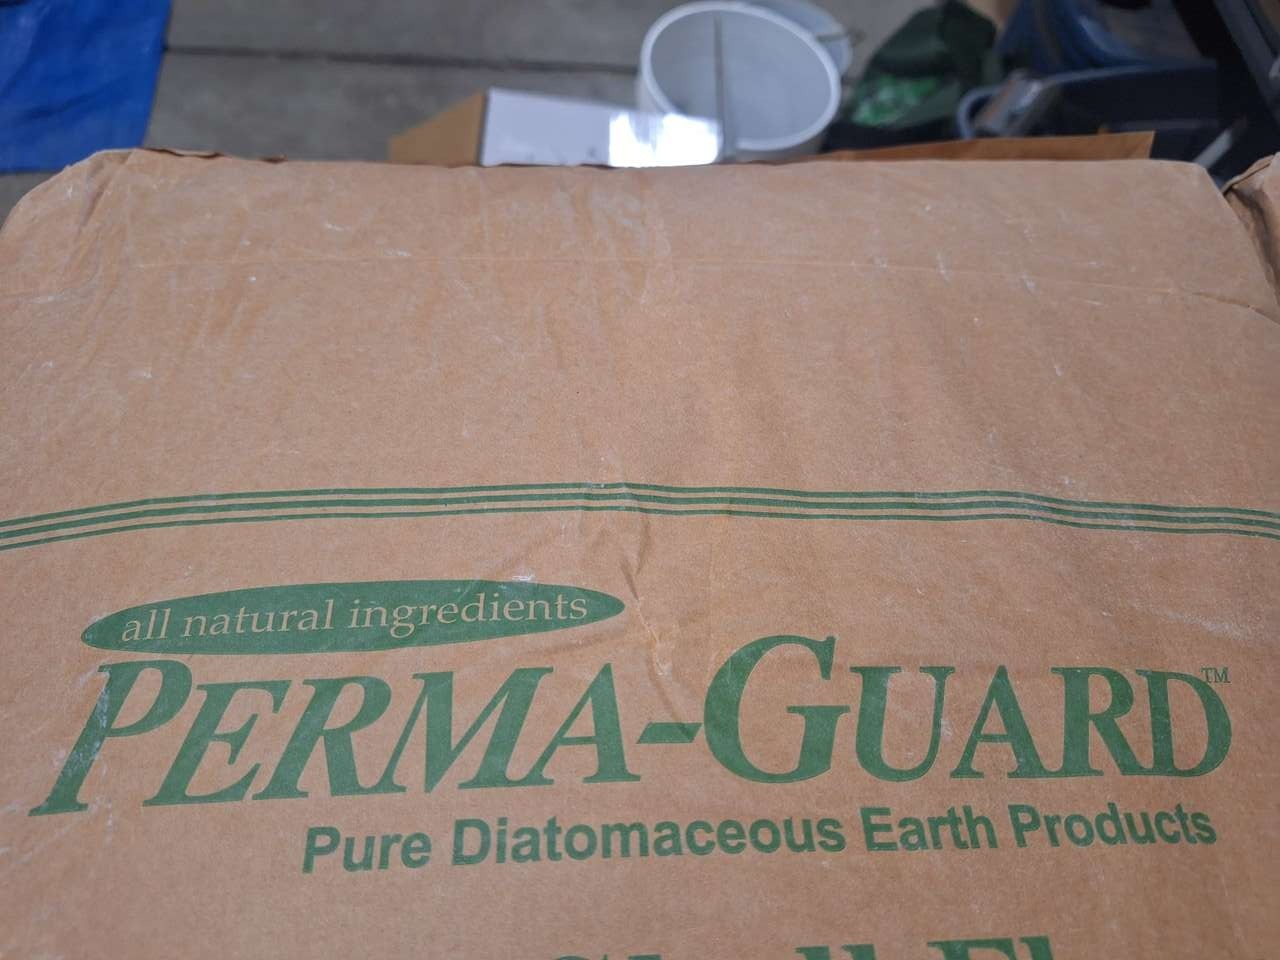 all natural ingredients
PERMA-GUARD™
Pure Diatomaceous Earth Products